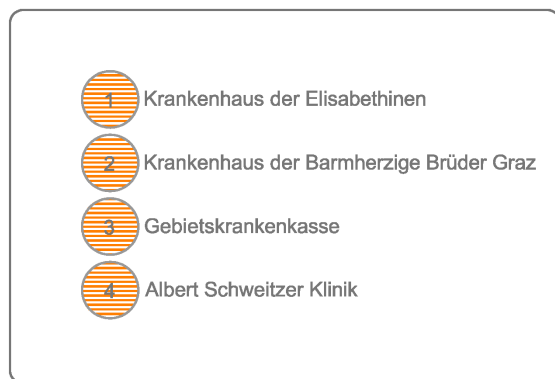 1 Krankenhaus der Elisabethinen
2 Krankenhaus der Barmherzige Brüder Graz
3 Gebietskrankenkasse
4 Albert Schweitzer Klinik